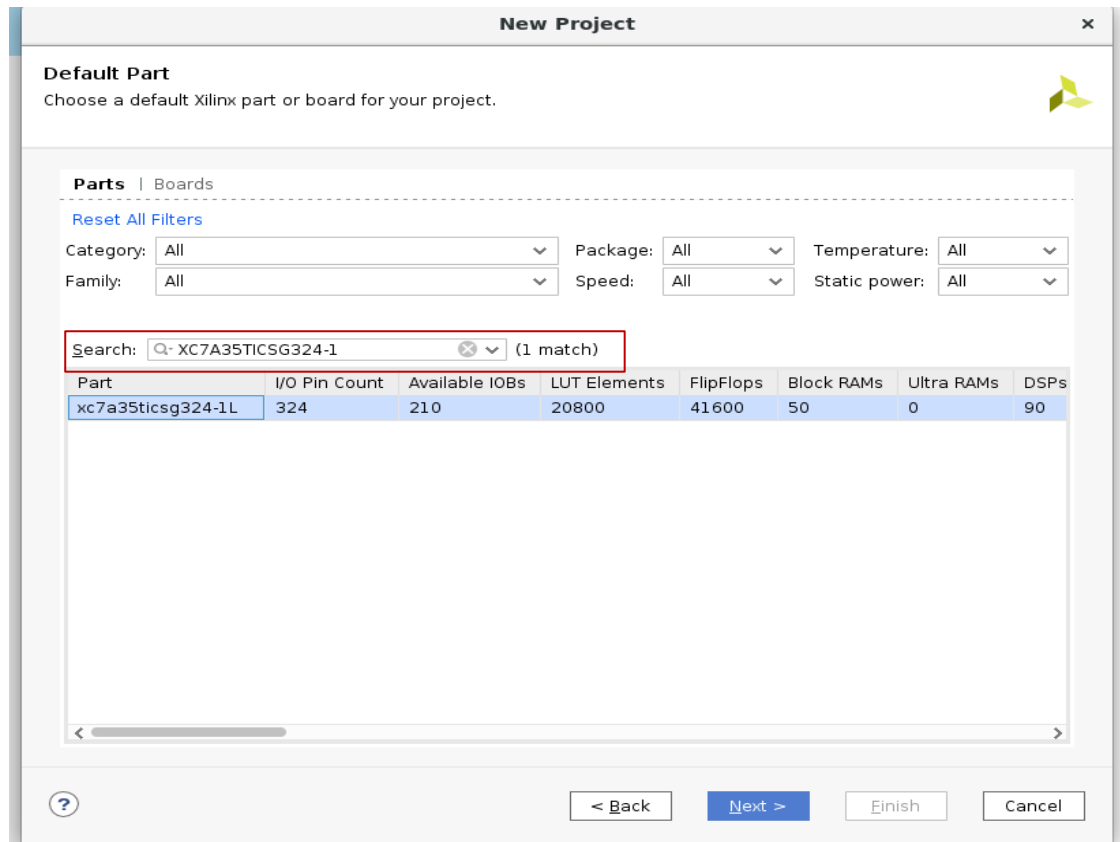 New Project ×
Default Part
Choose a default Xilinx part or board for your project.
Parts | Boards
Reset All Filters
Category: All Package: All Temperature: All
Family: All Speed: All Static power: All
Search: XC7A35TICSG324-1 (1 match)
Part I/O Pin Count Available IOBs LUT Elements FlipFlops Block RAMs Ultra RAMs DSPs
xc7a35ticsg324-1L 324 210 20800 41600 50 0 90
? < Back Next > Finish Cancel